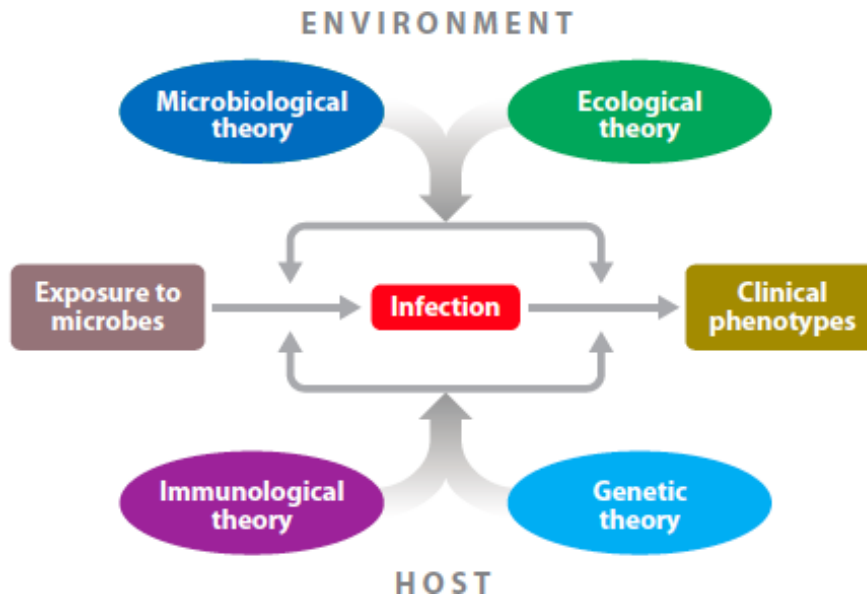 ENVIRONMENT
Microbiological
theory
Ecological
theory
Exposure to
microbes
Infection
Clinical
phenotypes
Immunological
theory
Genetic
theory
HOST